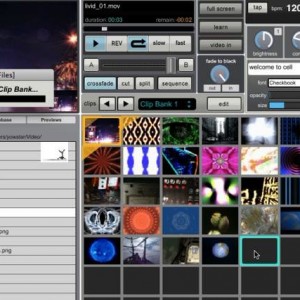 livid_01.mov
full screen
tap
BPM
120
duration: 00:03
remain: -00:02
learn
REV
slow
fast
video in
Files]
brightness
Clip Bank...
crossfade
cut
split
sequence
fade to black
welcome to cell
font
Checkbook
clips
Clip Bank 1
edit
opacity
size
Previews
.png